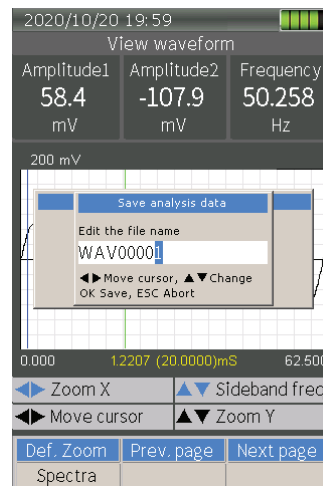 2020/10/20 19:59
View waveform
Amplitude1 Amplitude2 Frequency
58.4 -107.9 50.258
mV mV Hz
200 mV
Save analysis data
Edit the file name
WAV00001
◀▶Move cursor, ▲▼Change
OK Save, ESC Abort
0.000 1.2207 (20.0000)mS 62.500
◀▶ Zoom X ▲▼ Sideband freq
◀▶ Move cursor ▲▼ Zoom Y
Def. Zoom Prev. page Next page
Spectra